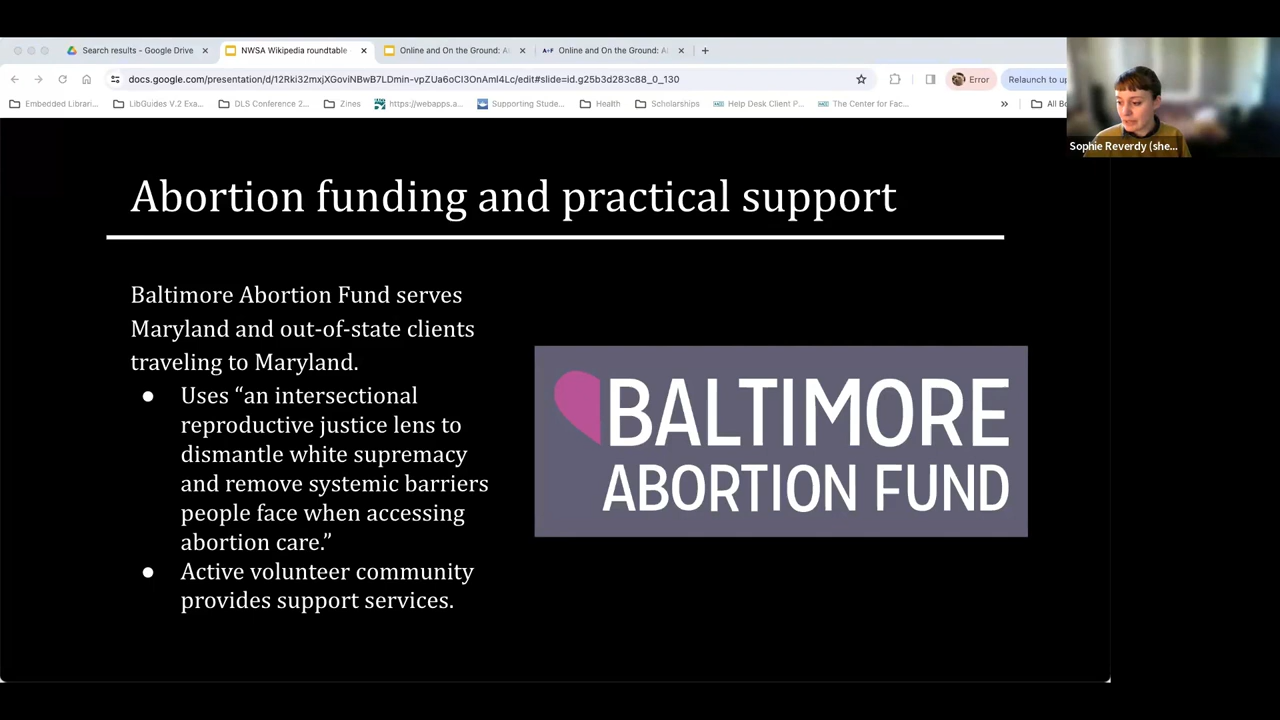 Search results - Google Drive
NWSA Wikipedia roundtable
Online and On the Ground: A
A+F Online and On the Ground: A
docs.google.com/presentation/d/12Rki32mxjXGoviNBwB7LDmin-vpZUa6oCI3OnAmI4Lc/edit#slide=id.g25b3d283c88_0_130
Error
Relaunch to up
Embedded Librari...
LibGuides V.2 Exa...
DLS Conference 2...
Zines
https://webapps.a...
Supporting Stude...
Health
Scholarships
Help Desk Client P...
The Center for Fac...
»
All Bo
Sophie Reverdy (she...
Abortion funding and practical support
Baltimore Abortion Fund serves
Maryland and out-of-state clients
traveling to Maryland.
● Uses “an intersectional
reproductive justice lens to
dismantle white supremacy
and remove systemic barriers
people face when accessing
abortion care.”
● Active volunteer community
provides support services.
BALTIMORE
ABORTION FUND